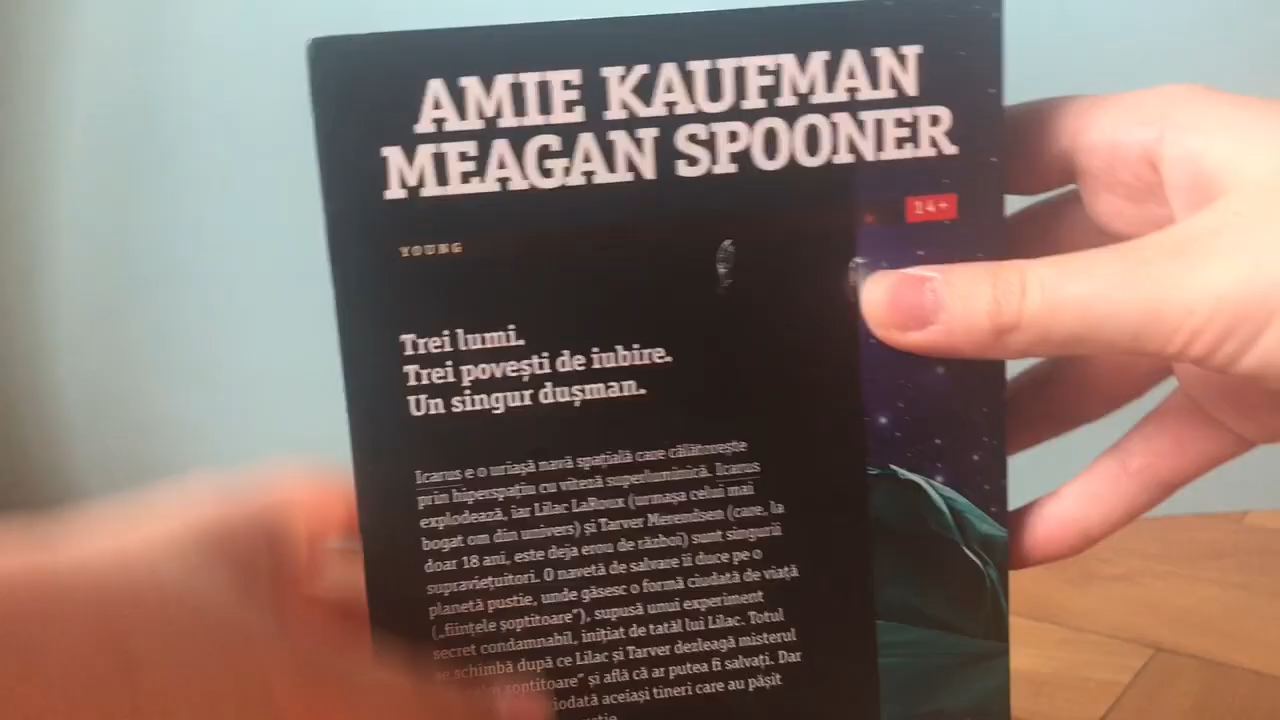 AMIE KAUFMAN
MEAGAN SPOONER
14+
YOUNG
Trei lumi.
Trei povești de iubire.
Un singur dușman.
Icarus e o uriașă navă spațială care călătorește
prin hiperspațiu cu viteză superluminică. Icarus
explodează, iar Lilac LaRoux (urmașa celui mai
bogat om din univers) și Tarver Merendsen (care, la
doar 18 ani, este deja erou de război) sunt singurii
supraviețuitori. O navetă de salvare îi duce pe o
planetă pustie, unde găsesc o formă ciudată de viață
(„ființele șoptitoare”), supusă unui experiment
secret condamnabil, inițiat de tatăl lui Lilac. Totul
se schimbă după ce Lilac și Tarver dezleagă misterul
șoptitoare” și află că ar putea fi salvați. Dar
aceiași tineri care au pășit